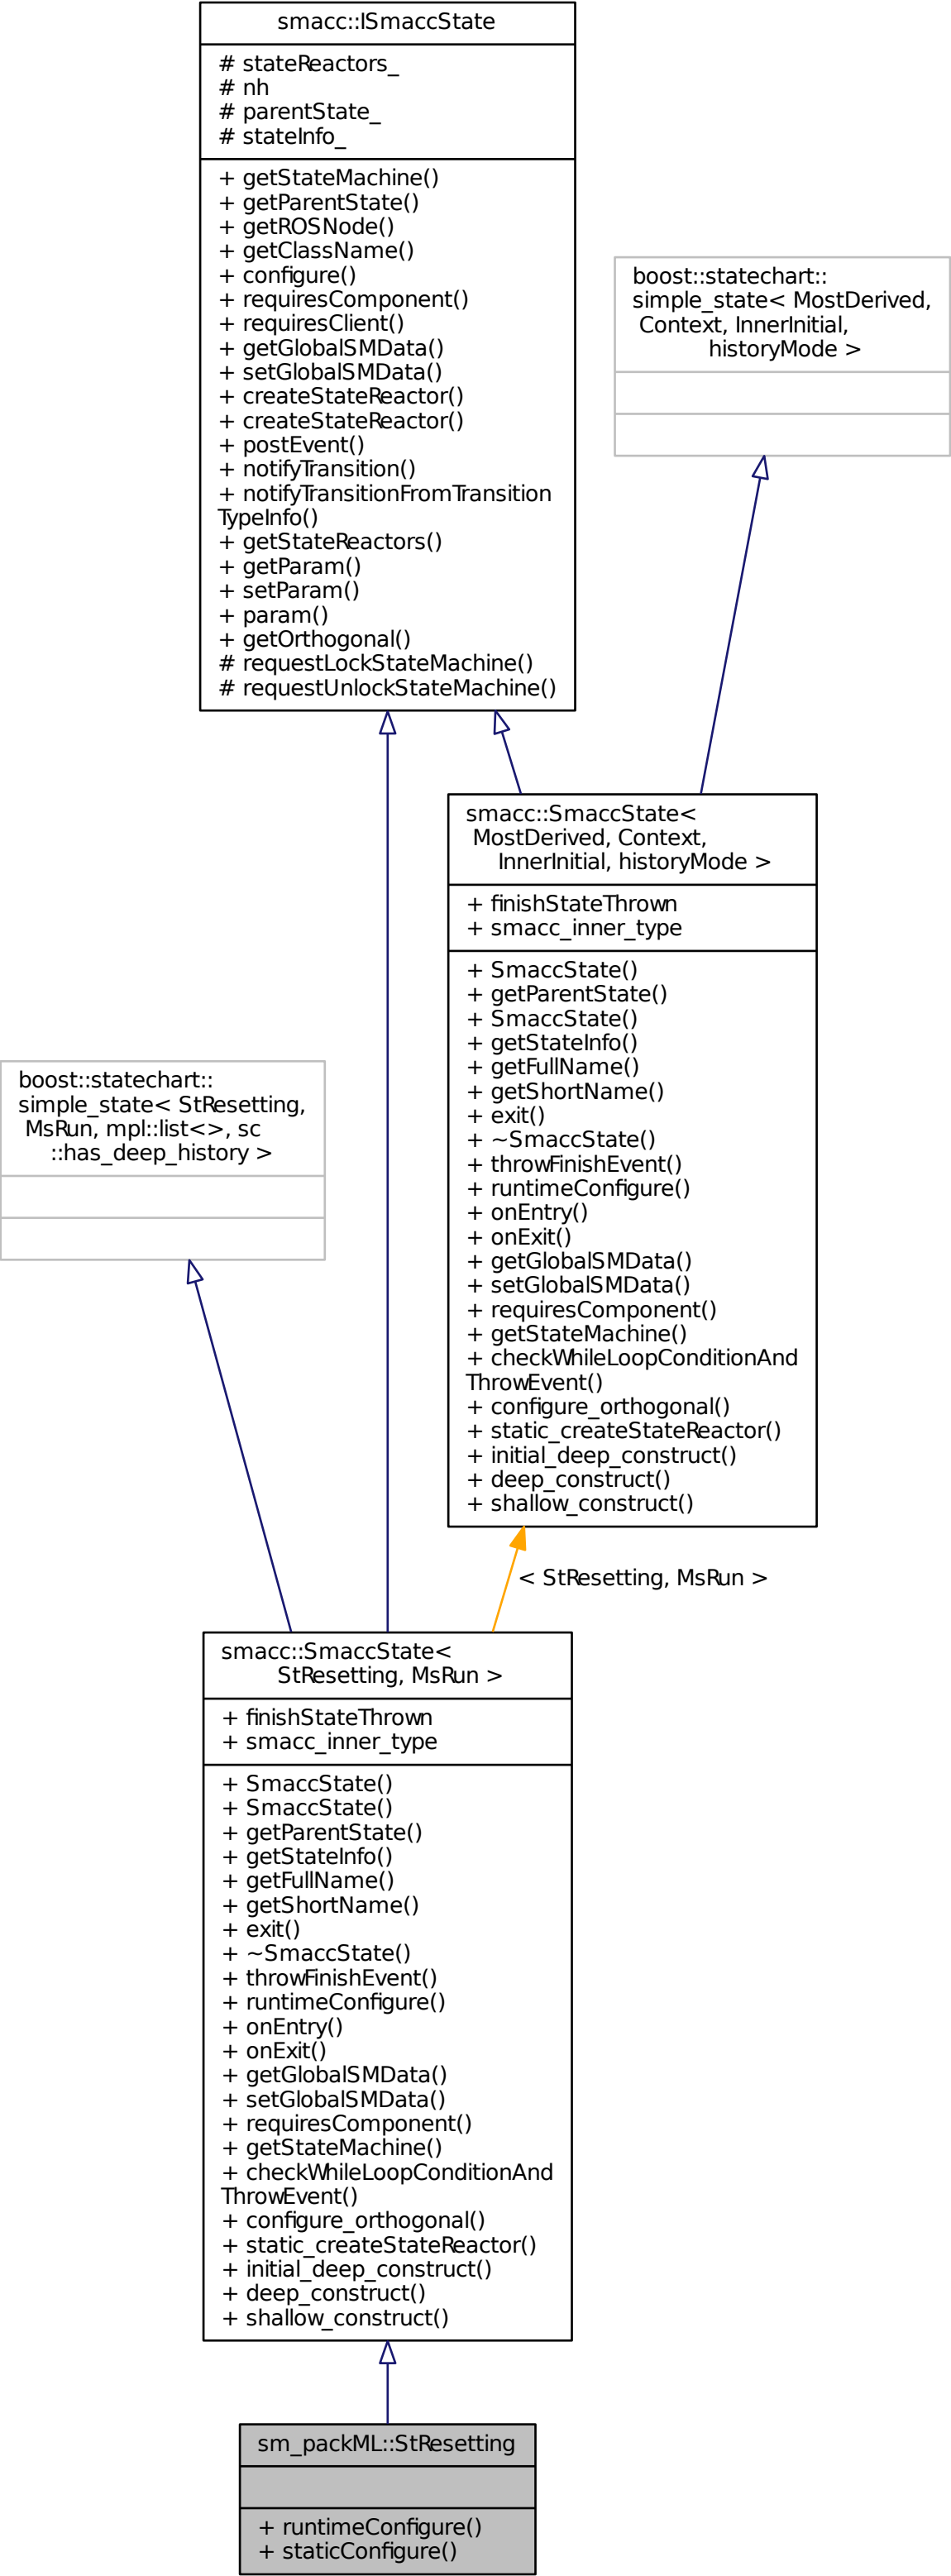 smacc::ISmaccState
# stateReactors_
# nh
# parentState_
# stateInfo_
+ getStateMachine()
+ getParentState()
+ getROSNode()
+ getClassName()
+ configure()
+ requiresComponent()
+ requiresClient()
+ getGlobalSMData()
+ setGlobalSMData()
+ createStateReactor()
+ createStateReactor()
+ postEvent()
+ notifyTransition()
+ notifyTransitionFromTransition
TypeInfo()
+ getStateReactors()
+ getParam()
+ setParam()
+ param()
+ getOrthogonal()
# requestLockStateMachine()
# requestUnlockStateMachine()
boost::statechart::
simple_state< MostDerived,
Context, InnerInitial,
historyMode >
smacc::SmaccState<
MostDerived, Context,
InnerInitial, historyMode >
+ finishStateThrown
+ smacc_inner_type
+ SmaccState()
+ getParentState()
+ SmaccState()
+ getStateInfo()
+ getFullName()
+ getShortName()
+ exit()
+ ~SmaccState()
+ throwFinishEvent()
+ runtimeConfigure()
+ onEntry()
+ onExit()
+ getGlobalSMData()
+ setGlobalSMData()
+ requiresComponent()
+ getStateMachine()
+ checkWhileLoopConditionAnd
ThrowEvent()
+ configure_orthogonal()
+ static_createStateReactor()
+ initial_deep_construct()
+ deep_construct()
+ shallow_construct()
boost::statechart::
simple_state< StResetting,
MsRun, mpl::list<>, sc
::has_deep_history >
< StResetting, MsRun >
smacc::SmaccState<
StResetting, MsRun >
+ finishStateThrown
+ smacc_inner_type
+ SmaccState()
+ SmaccState()
+ getParentState()
+ getStateInfo()
+ getFullName()
+ getShortName()
+ exit()
+ ~SmaccState()
+ throwFinishEvent()
+ runtimeConfigure()
+ onEntry()
+ onExit()
+ getGlobalSMData()
+ setGlobalSMData()
+ requiresComponent()
+ getStateMachine()
+ checkWhileLoopConditionAnd
ThrowEvent()
+ configure_orthogonal()
+ static_createStateReactor()
+ initial_deep_construct()
+ deep_construct()
+ shallow_construct()
sm_packML::StResetting
+ runtimeConfigure()
+ staticConfigure()